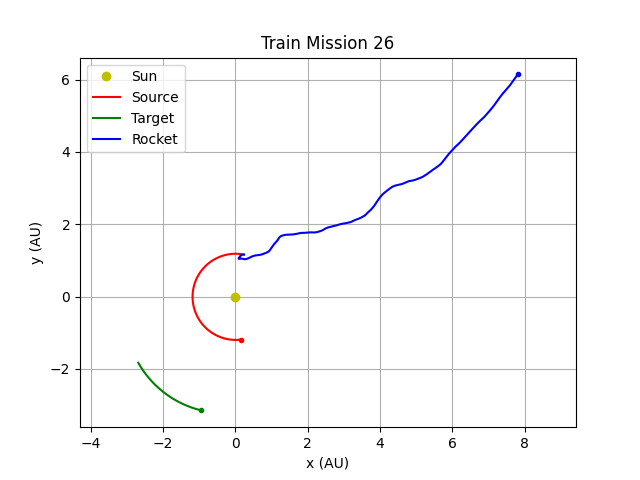 Train Mission 26
Sun
Source
Target
Rocket
6
4
2
0
−2
y (AU)
−4
−2
0
2
4
6
8
x (AU)